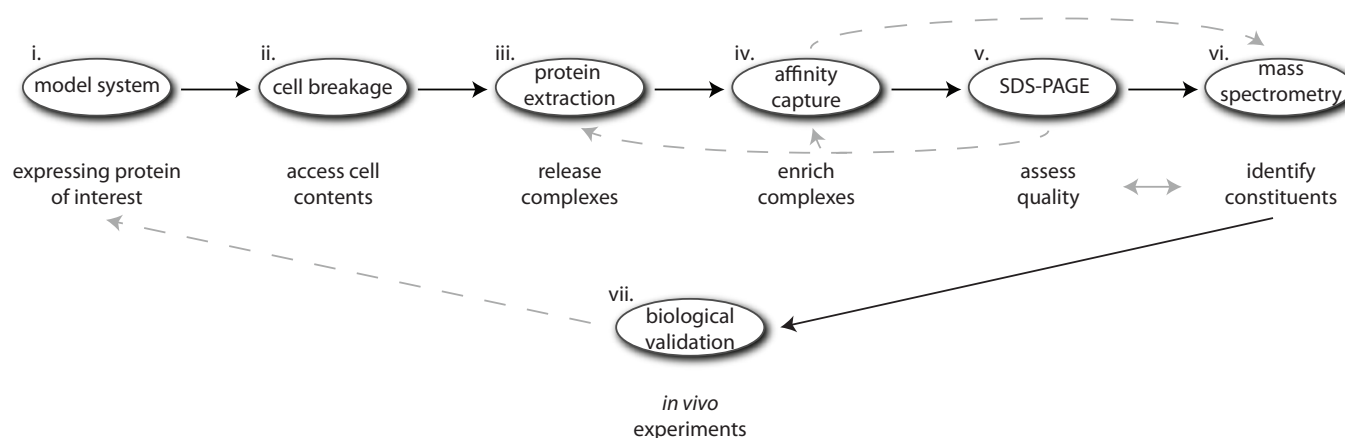 i.
model system
expressing protein
of interest
ii.
cell breakage
access cell
contents
iii.
protein
extraction
release
complexes
iv.
affinity
capture
enrich
complexes
v.
SDS-PAGE
assess
quality
vi.
mass
spectrometry
identify
constituents
vii.
biological
validation
in vivo
experiments